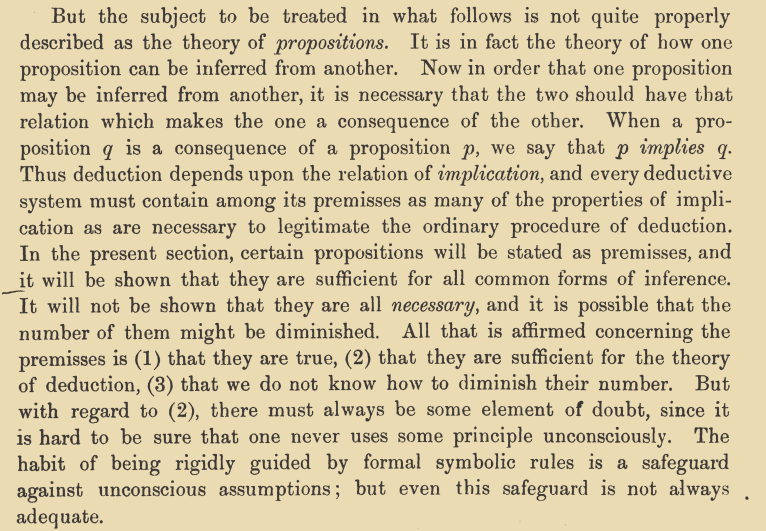 But the subject to be treated in what follows is not quite properly
described as the theory of propositions. It is in fact the theory of how one
proposition can be inferred from another. Now in order that one proposition
may be inferred from another, it is necessary that the two should have that
relation which makes the one a consequence of the other. When a pro-
position q is a consequence of a proposition p, we say that p implies q.
Thus deduction depends upon the relation of implication, and every deductive
system must contain among its premisses as many of the properties of impli-
cation as are necessary to legitimate the ordinary procedure of deduction.
In the present section, certain propositions will be stated as premisses, and
it will be shown that they are sufficient for all common forms of inference.
It will not be shown that they are all necessary, and it is possible that the
number of them might be diminished. All that is affirmed concerning the
premisses is (1) that they are true, (2) that they are sufficient for the theory
of deduction, (3) that we do not know how to diminish their number. But
with regard to (2), there must always be some element of doubt, since it
is hard to be sure that one never uses some principle unconsciously. The
habit of being rigidly guided by formal symbolic rules is a safeguard
against unconscious assumptions; but even this safeguard is not always
adequate.